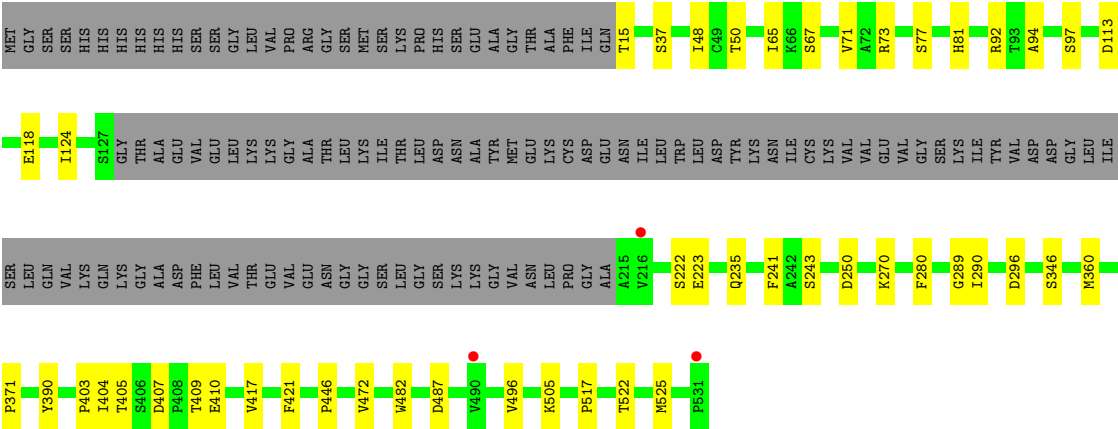 MET GLY SER SER HIS HIS HIS HIS HIS HIS SER SER GLY LEU VAL PRO ARG GLY SER MET SER LYS PRO HIS SER GLU ALA GLY THR ALA PHE ILE GLN T15 S37 I48 C49 T50 I65 K66 S67 V71 A72 R73 S77 H81 R92 T93 A94 S97 D113
E118 I124 S127 GLY THR ALA GLU VAL GLU LEU LYS LYS GLY ALA THR LEU LYS ILE THR LEU ASP ASN ALA TYR MET GLU LYS CYS ASP GLU ASN ILE LEU TRP LEU ASP TYR LYS ASN ILE CYS LYS VAL VAL GLU VAL GLY SER LYS ILE TYR VAL ASP ASP GLY LEU ILE
SER LEU GLN VAL LYS GLN LYS GLY ALA ASP PHE LEU VAL THR GLU VAL GLU ASN GLY GLY SER LEU GLY SER LYS LYS GLY VAL ASN LEU PRO GLY ALA A215 V216 S222 E223 Q235 F241 A242 S243 D250 K270 F280 G289 I290 D296 S346 M360
P371 Y390 P403 I404 T405 S406 D407 P408 T409 E410 V417 F421 P446 V472 W482 D487 V490 V496 K505 P517 T522 M525 P531